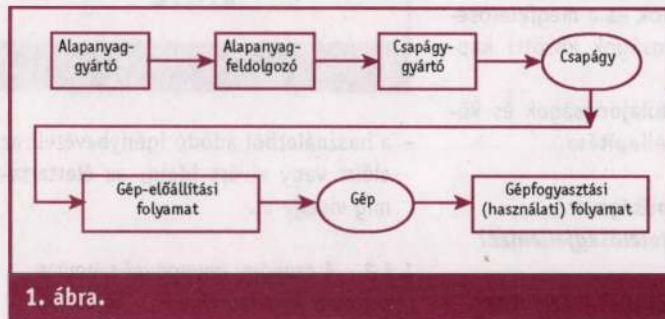 Alapanyag-
gyártó
Alapanyag-
feldolgozó
Csapágy-
gyártó
Csapágy
Gép-előállítási
folyamat
Gép
Gépfogyasztási
(használati) folyamat
1. ábra.